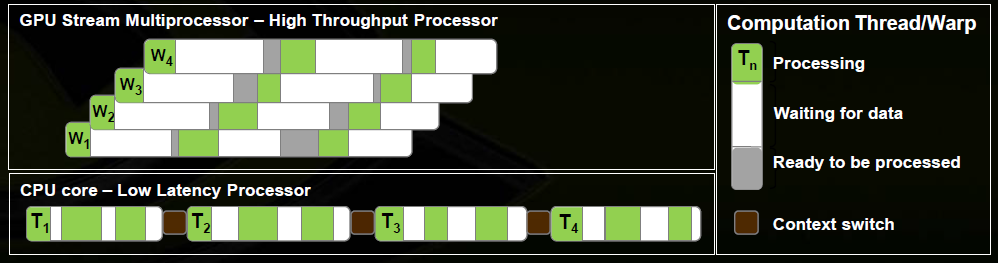 GPU Stream Multiprocessor – High Throughput Processor
W4
W3
W2
W1
CPU core – Low Latency Processor
T1
T2
T3
T4
Computation Thread/Warp
Tn
Processing
Waiting for data
Ready to be processed
Context switch